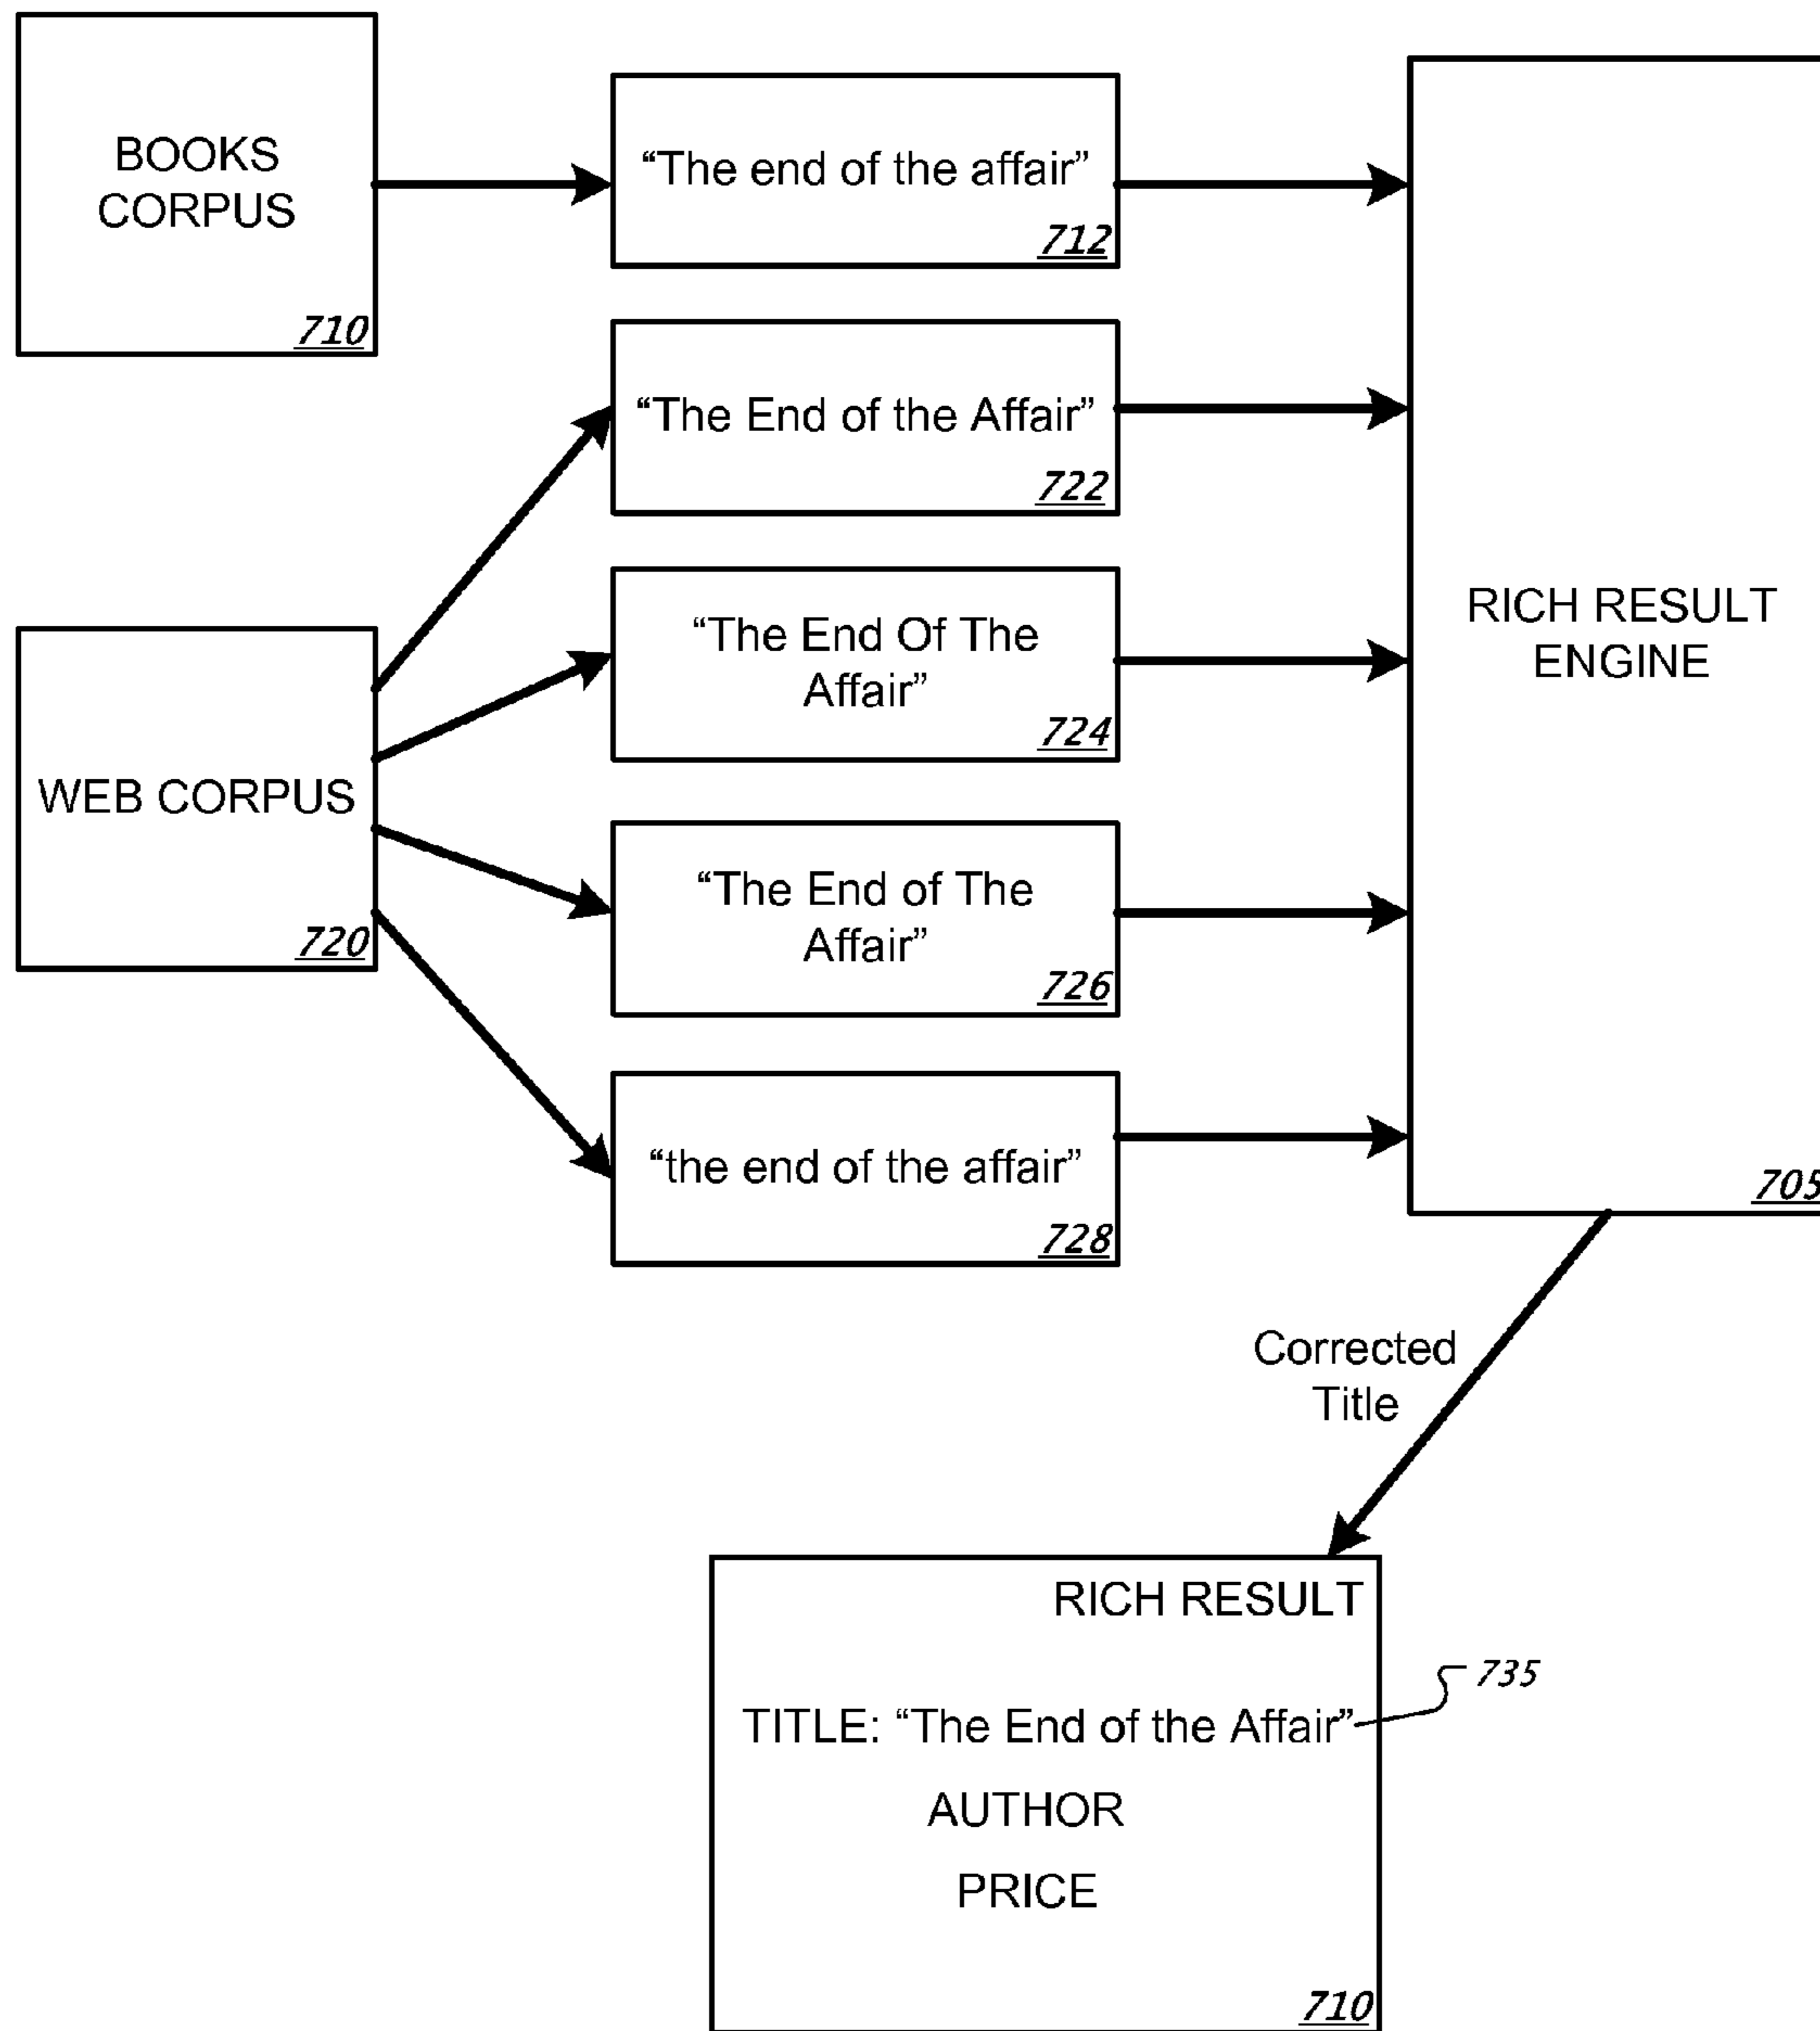 BOOKS
CORPUS
710
“The end of the affair”
712
“The End of the Affair”
722
“The End Of The
Affair”
724
“The End of The
Affair”
726
“the end of the affair”
728
WEB CORPUS
720
RICH RESULT
ENGINE
705
Corrected
Title
RICH RESULT
TITLE: “The End of the Affair”
735
AUTHOR
PRICE
710